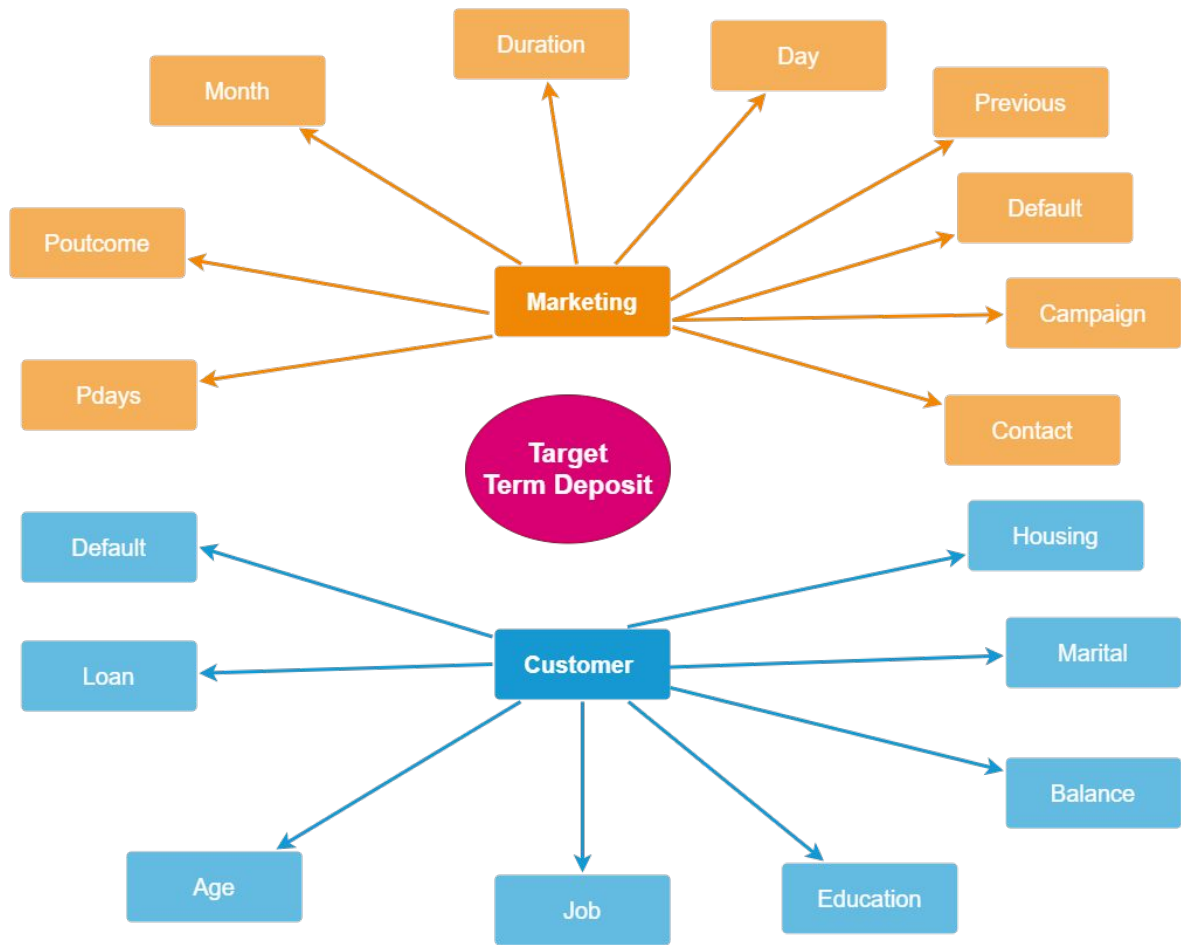 Duration
Day
Month
Previous
Default
Poutcome
Marketing
Campaign
Pdays
Contact
Target
Term Deposit
Housing
Default
Marital
Customer
Loan
Balance
Age
Education
Job